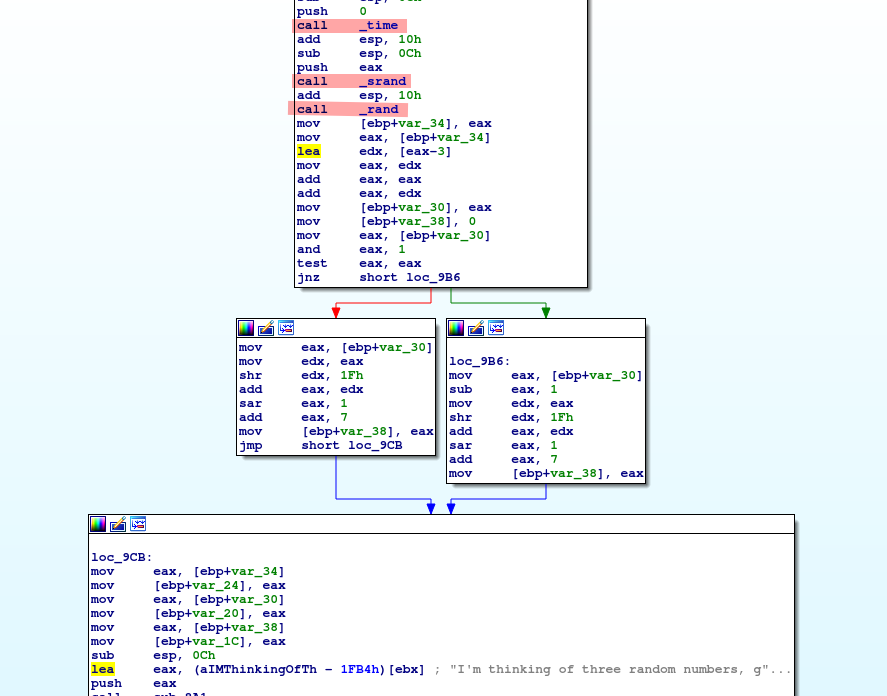 push 0
call _time
add esp, 10h
sub esp, 0Ch
push eax
call _srand
add esp, 10h
call _rand
mov [ebp+var_34], eax
mov eax, [ebp+var_34]
lea edx, [eax-3]
mov eax, edx
add eax, eax
add eax, edx
mov [ebp+var_30], eax
mov [ebp+var_38], 0
mov eax, [ebp+var_30]
and eax, 1
test eax, eax
jnz short loc_9B6
mov eax, [ebp+var_30]
mov edx, eax
shr edx, 1Fh
add eax, edx
sar eax, 1
add eax, 7
mov [ebp+var_38], eax
jmp short loc_9CB
loc_9B6:
mov eax, [ebp+var_30]
sub eax, 1
mov edx, eax
shr edx, 1Fh
add eax, edx
sar eax, 1
add eax, 7
mov [ebp+var_38], eax
loc_9CB:
mov eax, [ebp+var_34]
mov [ebp+var_24], eax
mov eax, [ebp+var_30]
mov [ebp+var_20], eax
mov eax, [ebp+var_38]
mov [ebp+var_1C], eax
sub esp, 0Ch
lea eax, (aIMThinkingOfTh - 1FB4h)[ebx] ; "I'm thinking of three random numbers, g"...
push eax